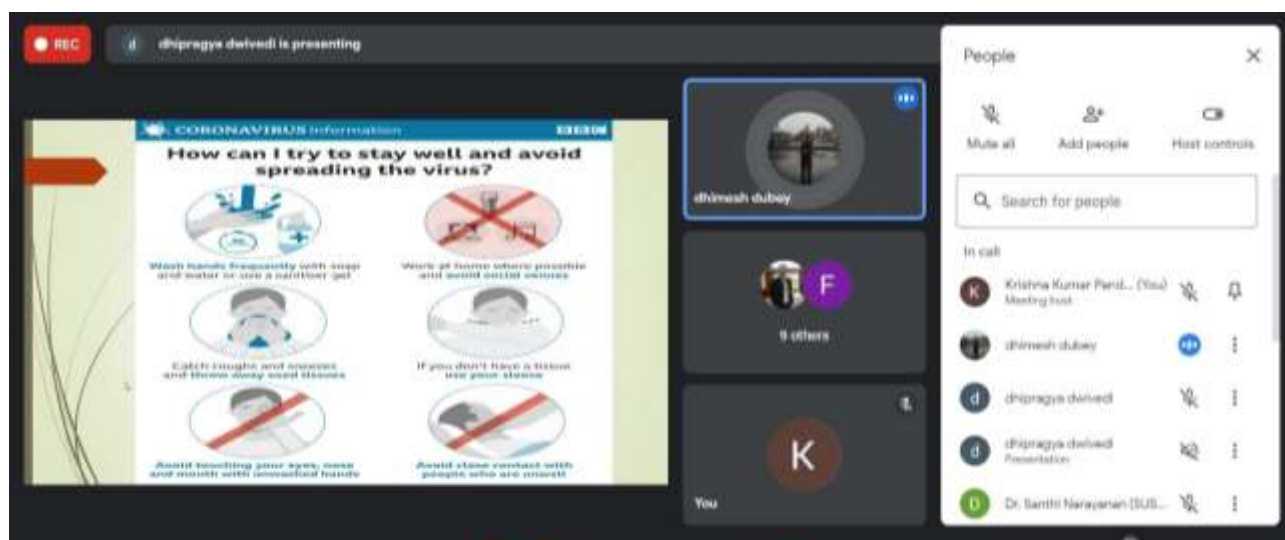 REC
d dhipragya dwivedi is presenting
CORONAVIRUS information
BBC
How can I try to stay well and avoid
spreading the virus?
Wash hands frequently with soap
and water or use a sanitiser gel
Work at home where possible
and avoid social venues
Catch coughs and sneezes
and throw away used tissues
If you don't have a tissue
use your sleeve
Avoid touching your eyes, nose
and mouth with unwashed hands
Avoid close contact with
people who are unwell
dhimesh dubey
F
9 others
K
You
People
Mute all
Add people
Host controls
Search for people
In call
K Krishna Kumar Pand... (You)
Meeting host
dhimesh dubey
d dhipragya dwivedi
d dhipragya dwivedi
Presentation
D Dr. Santhi Narayanan (SUS...